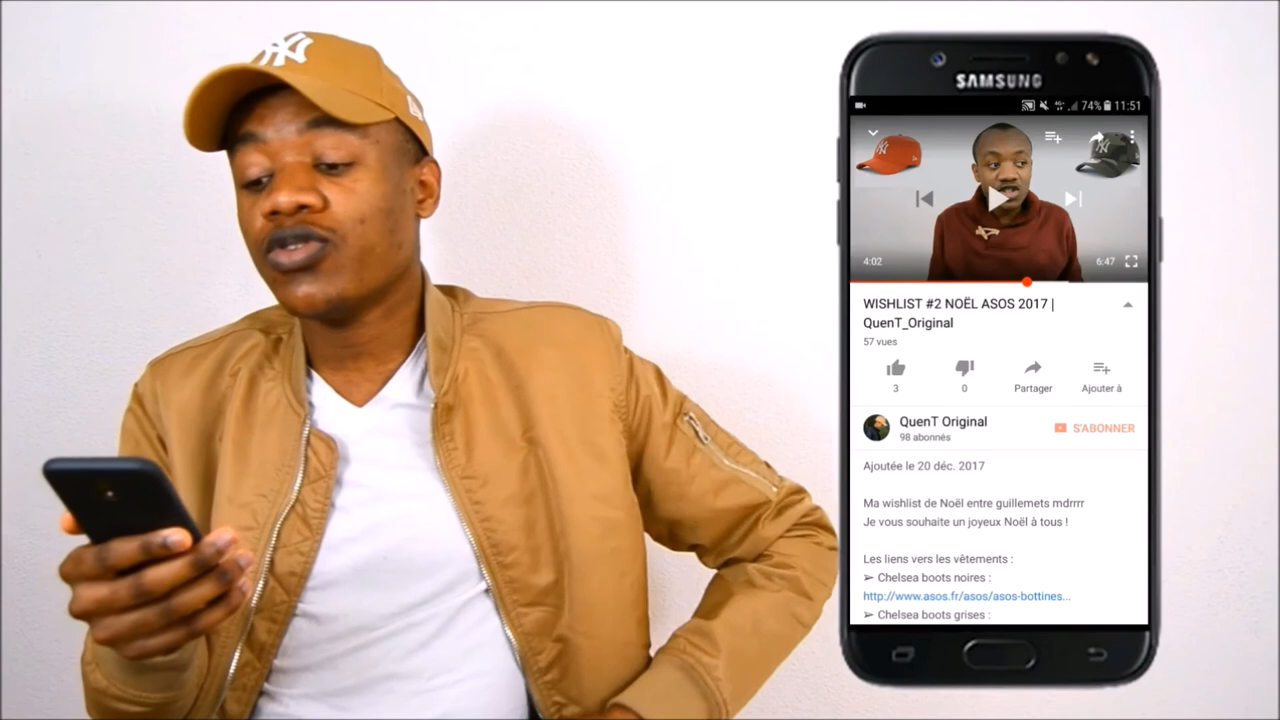 NY
SAMSUNG
4G+ 74% 11:51
NY
NY
4:02
6:47
WISHLIST #2 NOËL ASOS 2017 |
QuenT_Original
57 vues
3
0
Partager
Ajouter à
QuenT Original
98 abonnés
S'ABONNER
Ajoutée le 20 déc. 2017
Ma wishlist de Noël entre guillemets mdrrrr
Je vous souhaite un joyeux Noël à tous !
Les liens vers les vêtements :
➢ Chelsea boots noires :
http://www.asos.fr/asos/asos-bottines...
➢ Chelsea boots grises :